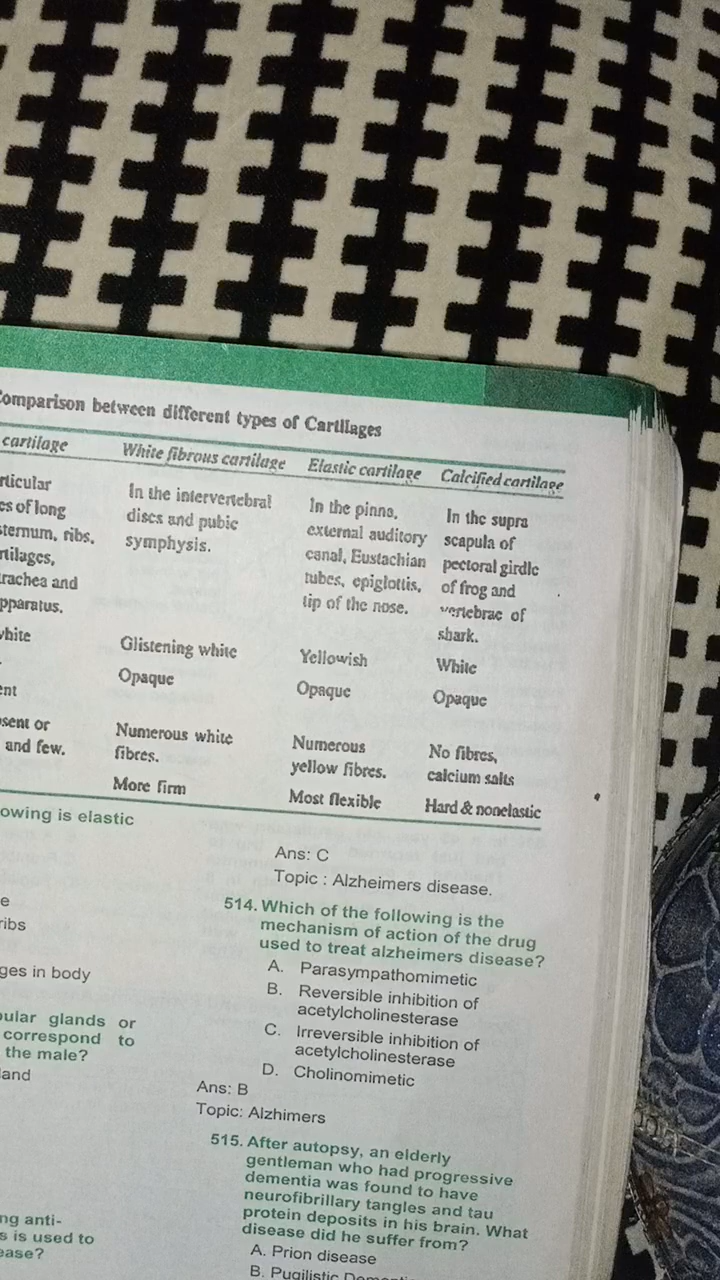 Comparison between different types of Cartilages
cartilage White fibrous cartilage Elastic cartilage Calcified cartilage
rticular
es of long
sternum, ribs,
rtilages,
trachea and
pparatus.
In the intervertebral
discs and pubic
symphysis.
In the pinna,
external auditory
canal, Eustachian
tubes, epiglottis,
tip of the nose.
In the supra
scapula of
pectoral girdle
of frog and
vertebrae of
shark.
white Glistening white Yellowish White
ent Opaque Opaque Opaque
sent or
and few.
Numerous white
fibres.
Numerous
yellow fibres.
No fibres,
calcium salts
More firm Most flexible Hard & nonelastic
owing is elastic
e
ribs
ges in body
bular glands or
correspond to
the male?
land
ng anti-
s is used to
ease?
Ans: C
Topic : Alzheimers disease.
514. Which of the following is the
mechanism of action of the drug
used to treat alzheimers disease?
A. Parasympathomimetic
B. Reversible inhibition of
acetylcholinesterase
C. Irreversible inhibition of
acetylcholinesterase
D. Cholinomimetic
Ans: B
Topic: Alzhimers
515. After autopsy, an elderly
gentleman who had progressive
dementia was found to have
neurofibrillary tangles and tau
protein deposits in his brain. What
disease did he suffer from?
A. Prion disease
B. Pugilistic